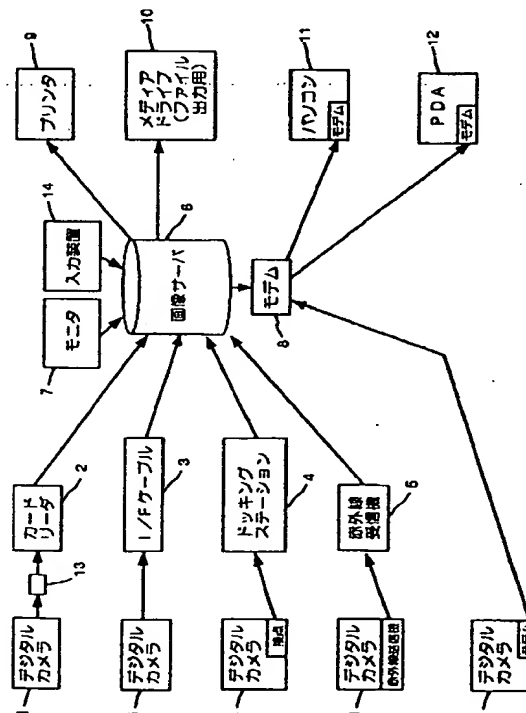 9
プリンタ
10
メディア
ドライブ
(ファイル
出力用)
11
パソコン
モデム
12
PDA
モデム
14
入力装置
7
モニタ
6
画像サーバ
モデム
8
2
カード
リーダ
13
デジタル
カメラ
3
I/Fケーブル
デジタル
カメラ
4
ドッキング
ステーション
デジタル
カメラ
接点
5
赤外線
受信機
デジタル
カメラ
赤外線送信機
デジタル
カメラ